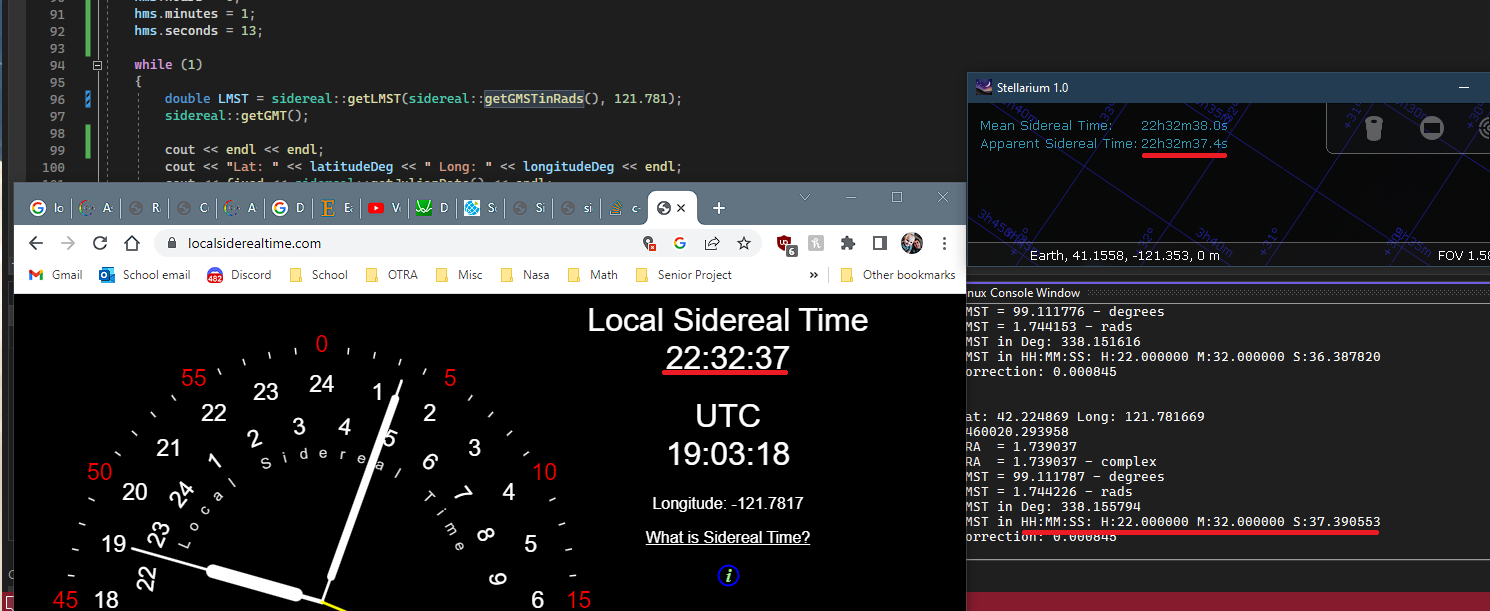 91 hms.minutes = 1;
92 hms.seconds = 13;
93
94 while (1)
95 {
96 double LMST = sidereal::getLMST(sidereal::getGMSTinRads(), 121.781);
97 sidereal::getGMT();
98
99 cout << endl << endl;
100 cout << "Lat: " << latitudeDeg << " Long: " << longitudeDeg << endl;
Stellarium 1.0
Mean Sidereal Time: 22h32m38.0s
Apparent Sidereal Time: 22h32m37.4s
Earth, 41.1558, -121.353, 0 m FOV 1.58
localsiderealtime.com
Gmail School email Discord School OTRA Misc Nasa Math Senior Project » Other bookmarks
482
6
Local Sidereal Time
22:32:37
UTC
19:03:18
Longitude: -121.7817
What is Sidereal Time?
i
0 5 10 15 45 50 55
24 1 2 3 4 5 6 18 19 20 21 22 23
22 23 24 1 2 3 4 5 6 7 8 9
Local Sidereal Time
nux Console Window
MST = 99.111776 - degrees
MST = 1.744153 - rads
MST in Deg: 338.151616
MST in HH:MM:SS: H:22.000000 M:32.000000 S:36.387820
orrection: 0.000845
at: 42.224869 Long: 121.781669
460020.293958
RA = 1.739037
RA = 1.739037 - complex
MST = 99.111787 - degrees
MST = 1.744226 - rads
MST in Deg: 338.155794
MST in HH:MM:SS: H:22.000000 M:32.000000 S:37.390553
orrection: 0.000845